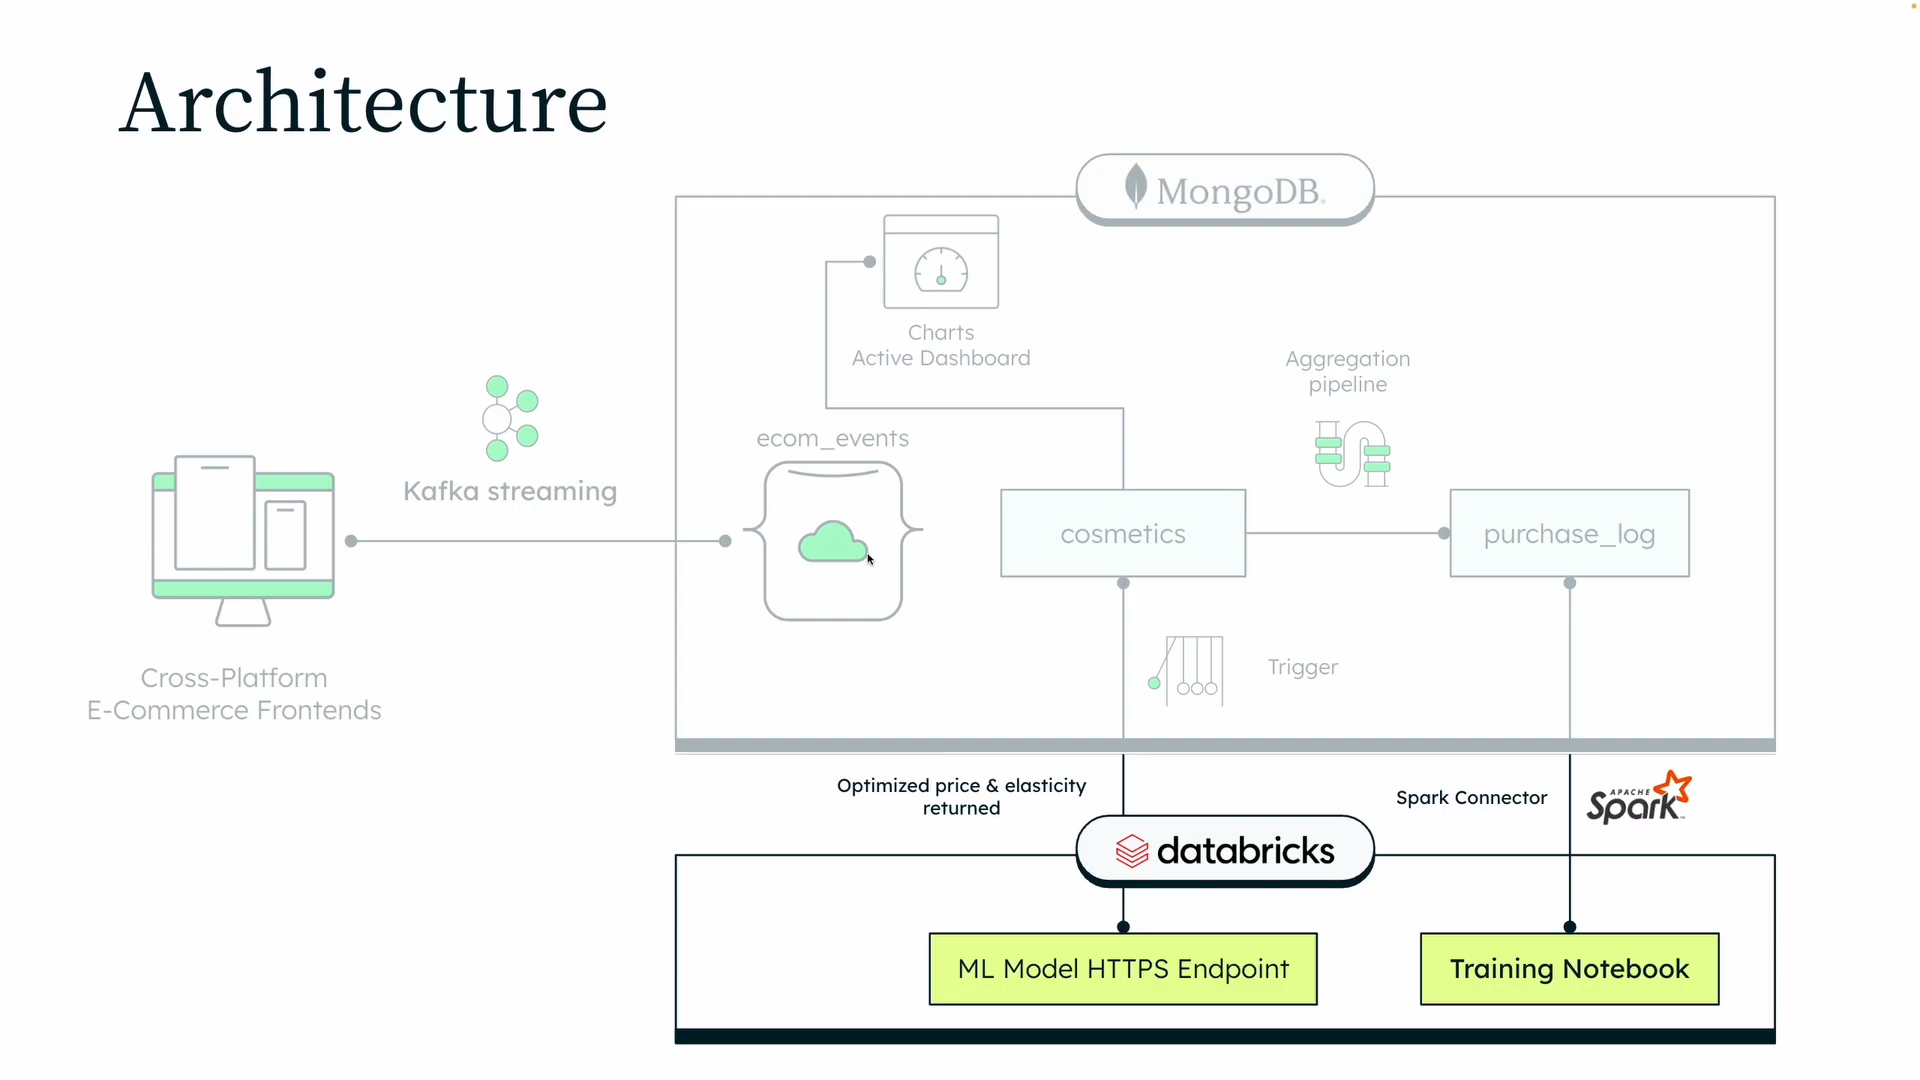 Architecture
MongoDB
Charts
Active Dashboard
Aggregation
pipeline
ecom_events
Kafka streaming
cosmetics
purchase_log
Trigger
Cross-Platform
E-Commerce Frontends
Optimized price & elasticity
returned
Spark Connector
APACHE
Spark
databricks
ML Model HTTPS Endpoint
Training Notebook